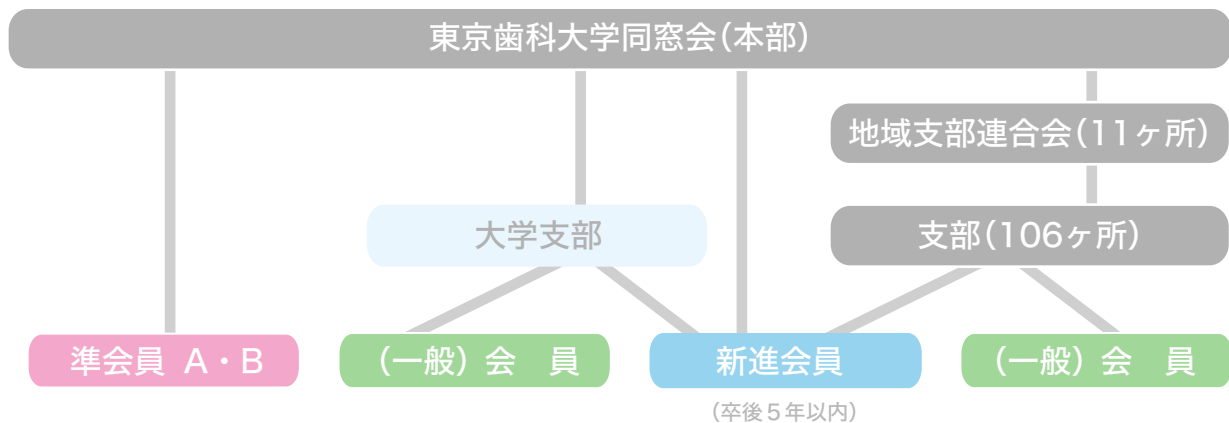 東京歯科大学同窓会(本部)
地域支部連合会(11ヶ所)
大学支部
支部(106ヶ所)
準会員 A・B
(一般) 会 員
新進会員
(一般) 会 員
(卒後５年以内)